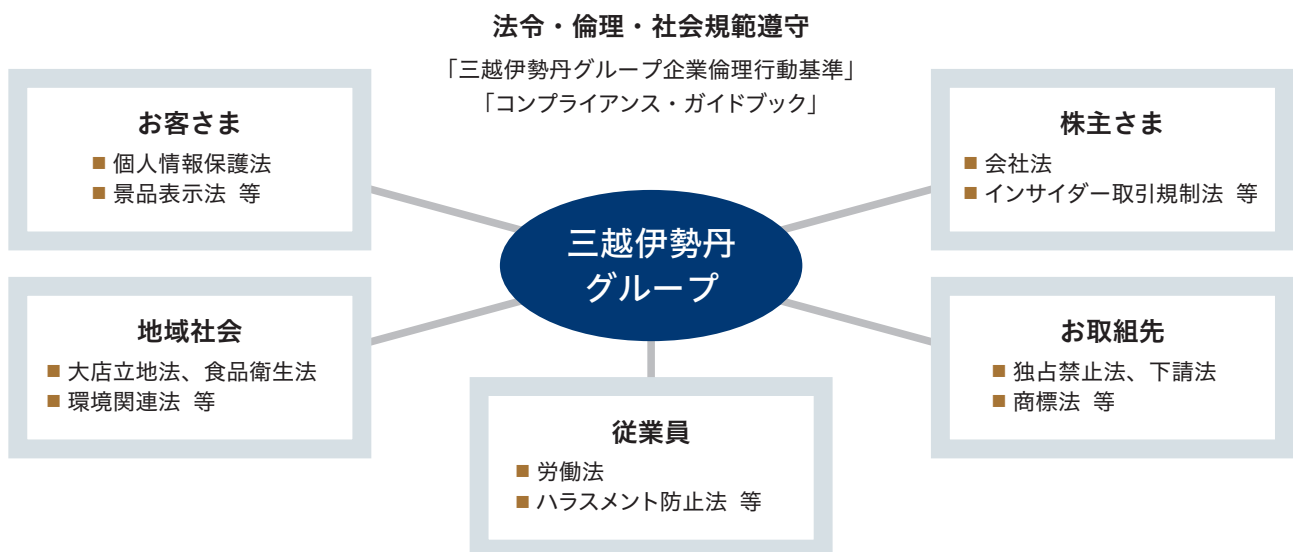 法令・倫理・社会規範遵守
「三越伊勢丹グループ企業倫理行動基準」
「コンプライアンス・ガイドブック」
お客さま
■ 個人情報保護法
■ 景品表示法 等
株主さま
■ 会社法
■ インサイダー取引規制法 等
三越伊勢丹
グループ
地域社会
■ 大店立地法、食品衛生法
■ 環境関連法 等
お取組先
■ 独占禁止法、下請法
■ 商標法 等
従業員
■ 労働法
■ ハラスメント防止法 等